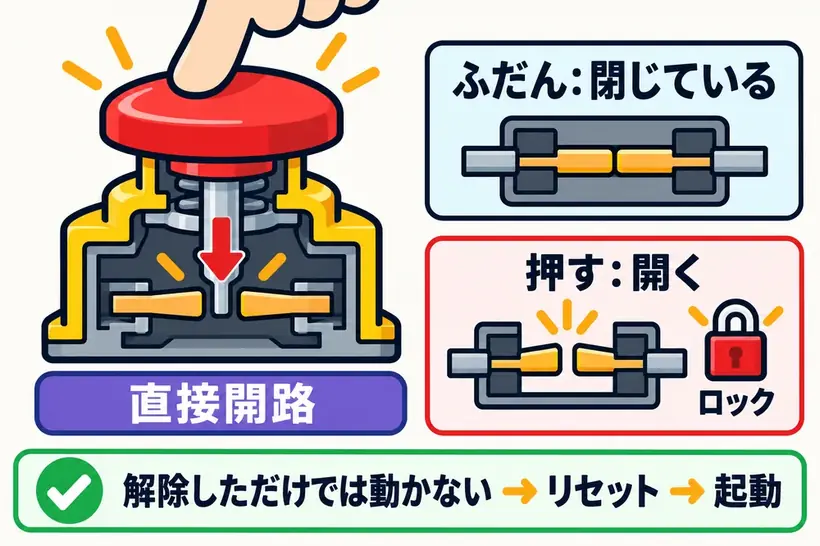 ふだん：閉じている
押す：開く
ロック
直接開路
解除しただけでは動かない → リセット → 起動